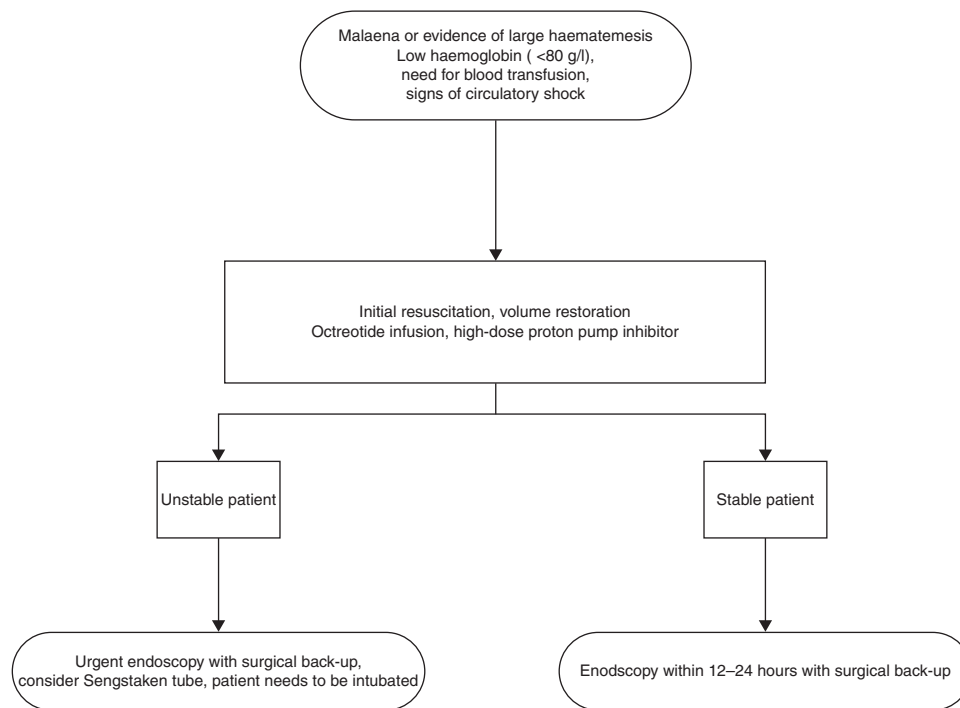 Malaena or evidence of large haematemesis
Low haemoglobin ( <80 g/l),
need for blood transfusion,
signs of circulatory shock
Initial resuscitation, volume restoration
Octreotide infusion, high-dose proton pump inhibitor
Unstable patient
Stable patient
Urgent endoscopy with surgical back-up,
consider Sengstaken tube, patient needs to be intubated
Enodscopy within 12–24 hours with surgical back-up